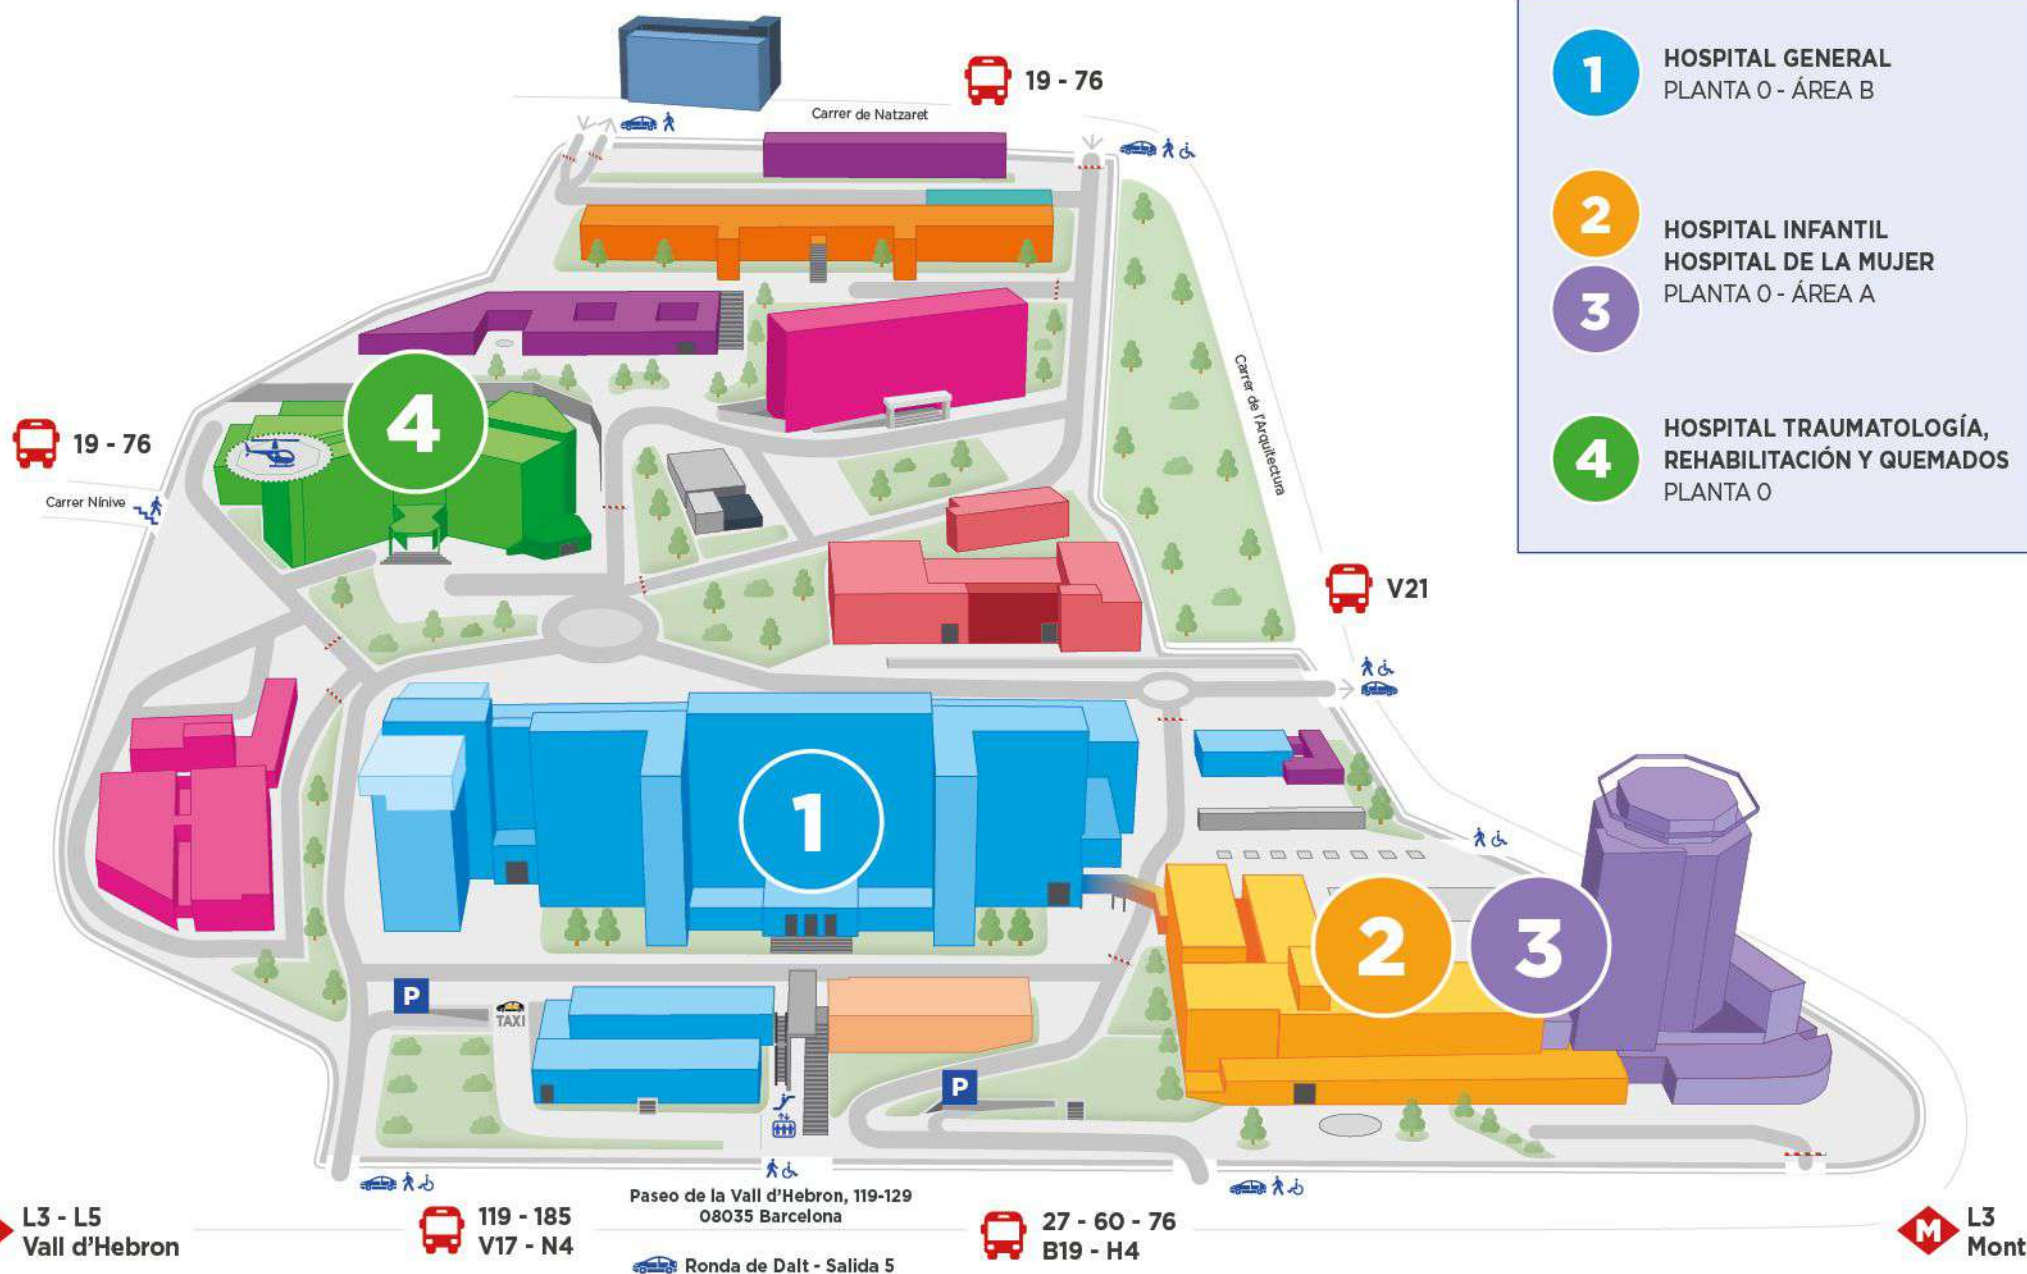 19 - 76
Carrer de Natzaret
1
HOSPITAL GENERAL
PLANTA 0 - ÁREA B
2
HOSPITAL INFANTIL
HOSPITAL DE LA MUJER
3
PLANTA 0 - ÁREA A
4
HOSPITAL TRAUMATOLOGÍA,
REHABILITACIÓN Y QUEMADOS
PLANTA 0
4
19 - 76
Carrer Nínive
Carrer de l'Arquitectura
V21
1
2
3
P
TAXI
P
L3 - L5
Vall d'Hebron
119 - 185
V17 - N4
Paseo de la Vall d'Hebron, 119-129
08035 Barcelona
Ronda de Dalt - Salida 5
27 - 60 - 76
B19 - H4
M
L3
Mont